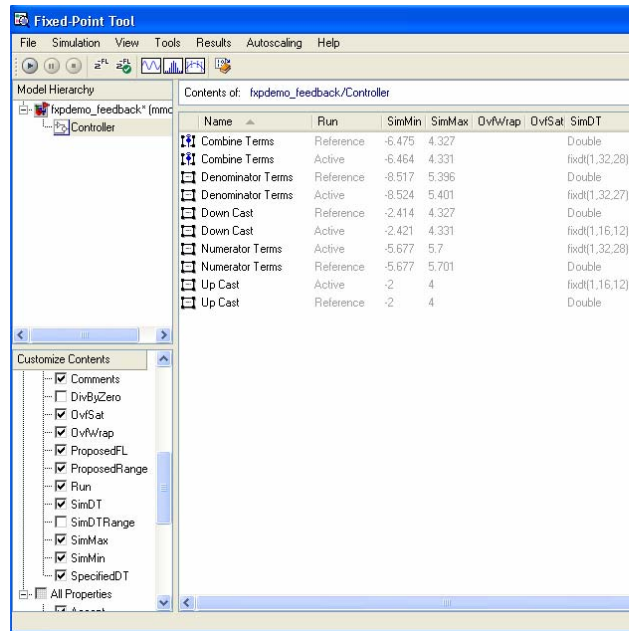 Fixed-Point Tool
File Simulation View Tools Results Autoscaling Help
Model Hierarchy
fxpdemo_feedback* (mmc
Controller
Contents of: fxpdemo_feedback/Controller
Name Run SimMin SimMax OvfWrap OvfSat SimDT
Combine Terms Reference -6.475 4.327 Double
Combine Terms Active -6.464 4.331 fixdt(1,32,28)
Denominator Terms Reference -8.517 5.396 Double
Denominator Terms Active -8.524 5.401 fixdt(1,32,27)
Down Cast Reference -2.414 4.327 Double
Down Cast Active -2.421 4.331 fixdt(1,16,12)
Numerator Terms Active -5.677 5.7 fixdt(1,32,28)
Numerator Terms Reference -5.677 5.701 Double
Up Cast Active -2 4 fixdt(1,16,12)
Up Cast Reference -2 4 Double
Customize Contents
Comments
DivByZero
OvfSat
OvfWrap
ProposedFL
ProposedRange
Run
SimDT
SimDTRange
SimMax
SimMin
SpecifiedDT
All Properties